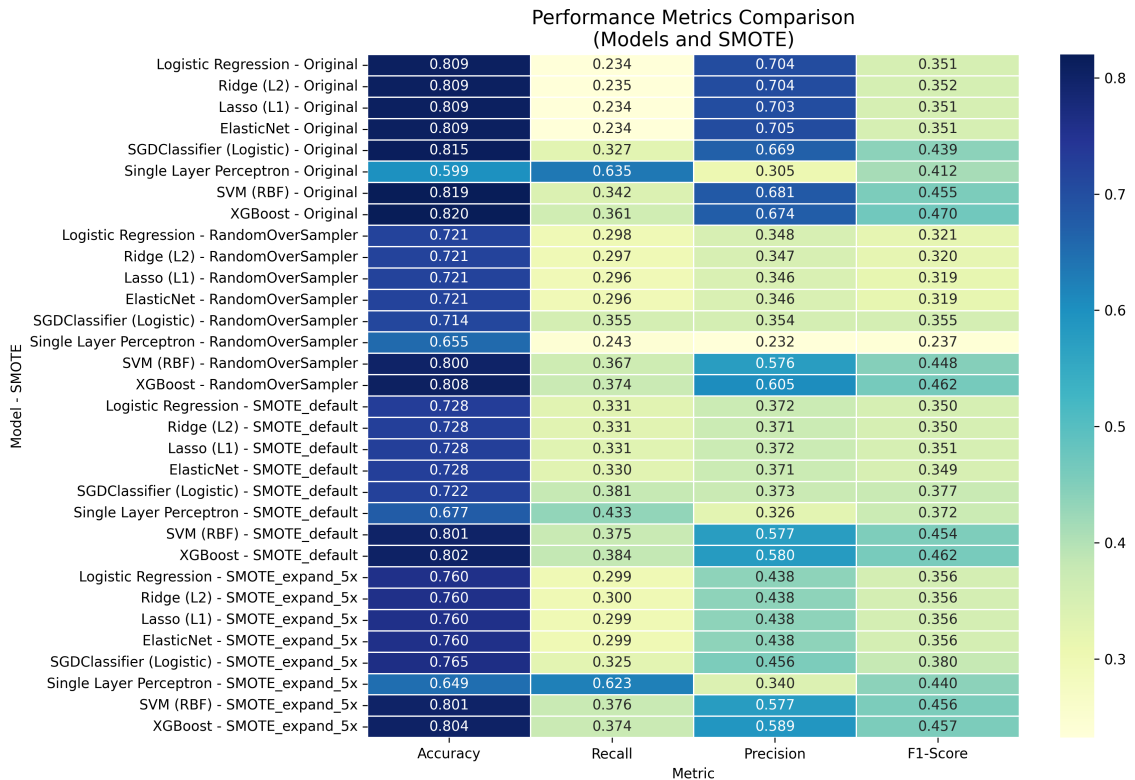 Performance Metrics Comparison
(Models and SMOTE)
Logistic Regression - Original 0.809 0.234 0.704 0.351
Ridge (L2) - Original 0.809 0.235 0.704 0.352
Lasso (L1) - Original 0.809 0.234 0.703 0.351
ElasticNet - Original 0.809 0.234 0.705 0.351
SGDClassifier (Logistic) - Original 0.815 0.327 0.669 0.439
Single Layer Perceptron - Original 0.599 0.635 0.305 0.412
SVM (RBF) - Original 0.819 0.342 0.681 0.455
XGBoost - Original 0.820 0.361 0.674 0.470
Logistic Regression - RandomOverSampler 0.721 0.298 0.348 0.321
Ridge (L2) - RandomOverSampler 0.721 0.297 0.347 0.320
Lasso (L1) - RandomOverSampler 0.721 0.296 0.346 0.319
ElasticNet - RandomOverSampler 0.721 0.296 0.346 0.319
SGDClassifier (Logistic) - RandomOverSampler 0.714 0.355 0.354 0.355
Single Layer Perceptron - RandomOverSampler 0.655 0.243 0.232 0.237
SVM (RBF) - RandomOverSampler 0.800 0.367 0.576 0.448
XGBoost - RandomOverSampler 0.808 0.374 0.605 0.462
Logistic Regression - SMOTE_default 0.728 0.331 0.372 0.350
Ridge (L2) - SMOTE_default 0.728 0.331 0.371 0.350
Lasso (L1) - SMOTE_default 0.728 0.331 0.372 0.351
ElasticNet - SMOTE_default 0.728 0.330 0.371 0.349
SGDClassifier (Logistic) - SMOTE_default 0.722 0.381 0.373 0.377
Single Layer Perceptron - SMOTE_default 0.677 0.433 0.326 0.372
SVM (RBF) - SMOTE_default 0.801 0.375 0.577 0.454
XGBoost - SMOTE_default 0.802 0.384 0.580 0.462
Logistic Regression - SMOTE_expand_5x 0.760 0.299 0.438 0.356
Ridge (L2) - SMOTE_expand_5x 0.760 0.300 0.438 0.356
Lasso (L1) - SMOTE_expand_5x 0.760 0.299 0.438 0.356
ElasticNet - SMOTE_expand_5x 0.760 0.299 0.438 0.356
SGDClassifier (Logistic) - SMOTE_expand_5x 0.765 0.325 0.456 0.380
Single Layer Perceptron - SMOTE_expand_5x 0.649 0.623 0.340 0.440
SVM (RBF) - SMOTE_expand_5x 0.801 0.376 0.577 0.456
XGBoost - SMOTE_expand_5x 0.804 0.374 0.589 0.457
Accuracy Recall Precision F1-Score
Metric
Model - SMOTE
0.8
0.7
0.6
0.5
0.4
0.3